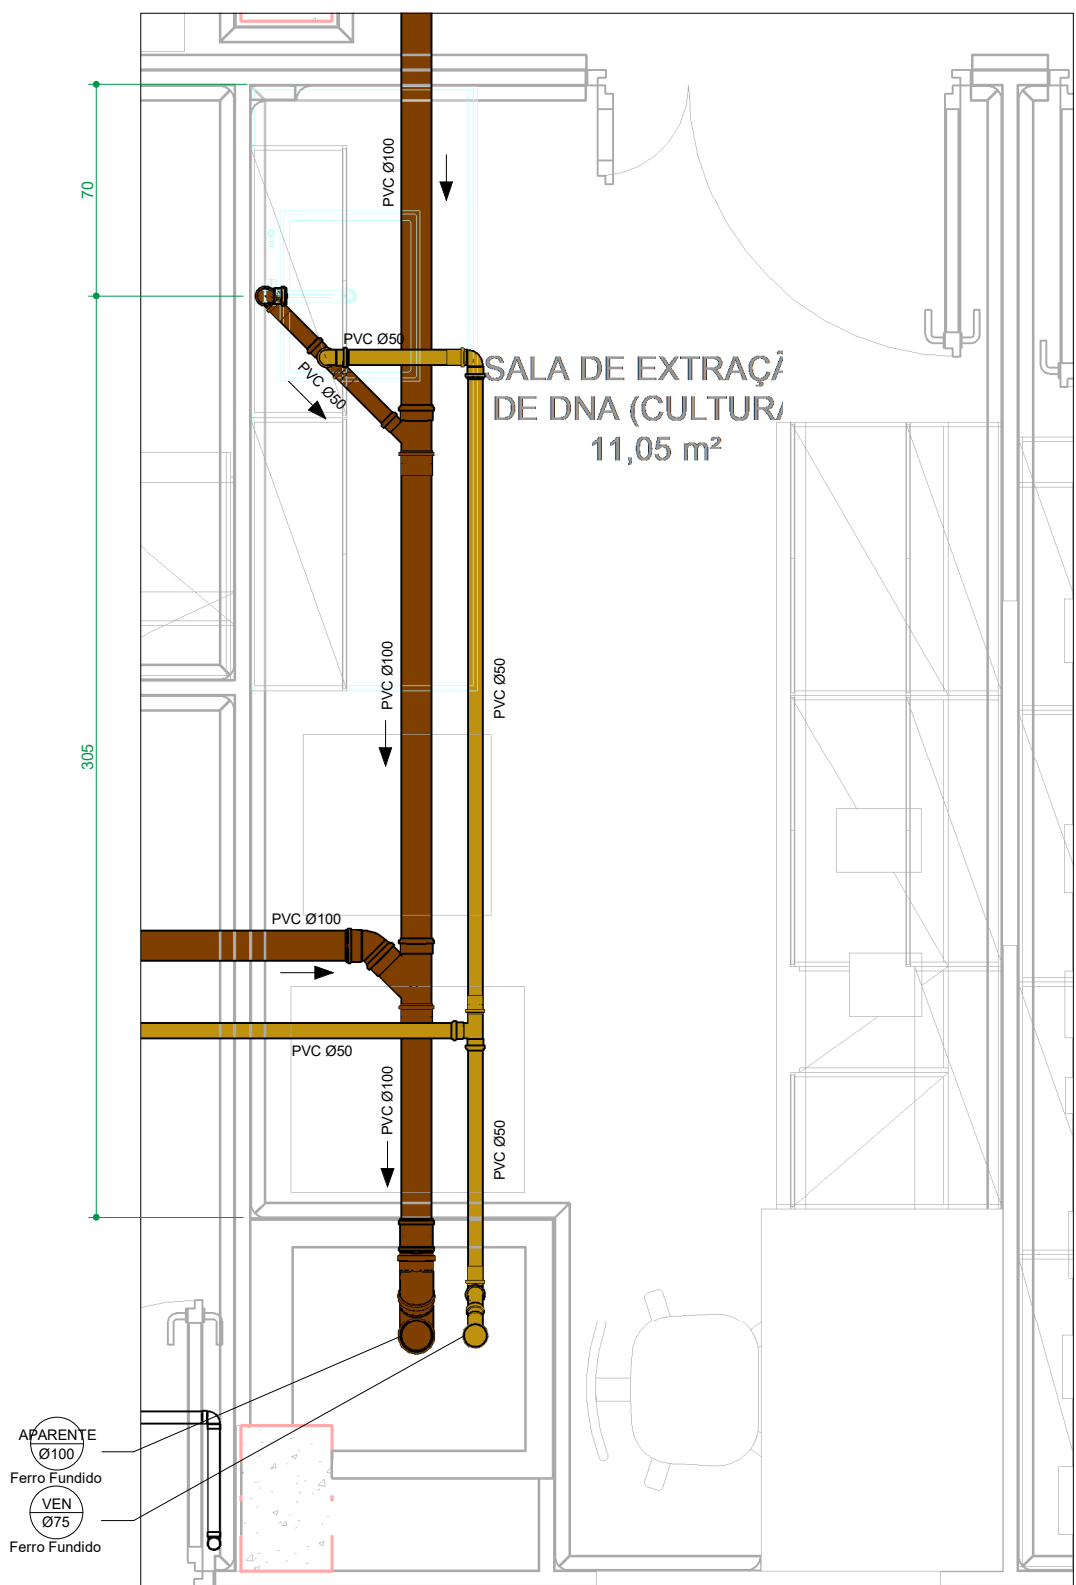 PVC Ø100
70
PVC Ø50
PVC Ø50
SALA DE EXTRAÇÃ
DE DNA (CULTURA
11,05 m²
PVC Ø100
PVC Ø50
305
PVC Ø100
PVC Ø50
PVC Ø100
PVC Ø50
APARENTE
Ø100
Ferro Fundido
VEN
Ø75
Ferro Fundido